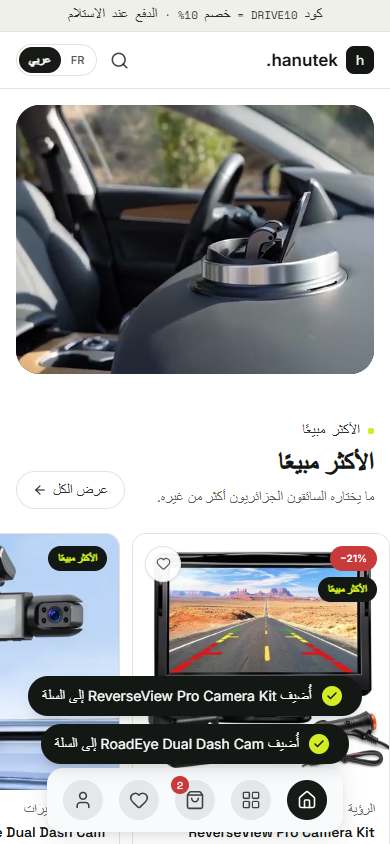 كود DRIVE10 = خصم 10% · الدفع عند الاستلام
hanutek.
h
FR
عربي
الأكثر مبيعًا
الأكثر مبيعًا
ما يختاره السائقون الجزائريون أكثر من غيره.
عرض الكل
−21%
الأكثر مبيعًا
الأكثر مبيعًا
أُضيف ReverseView Pro Camera Kit إلى السلة
أُضيف RoadEye Dual Dash Cam إلى السلة
2
الرؤية
ReverseView Pro Camera Kit
e Dual Dash Cam